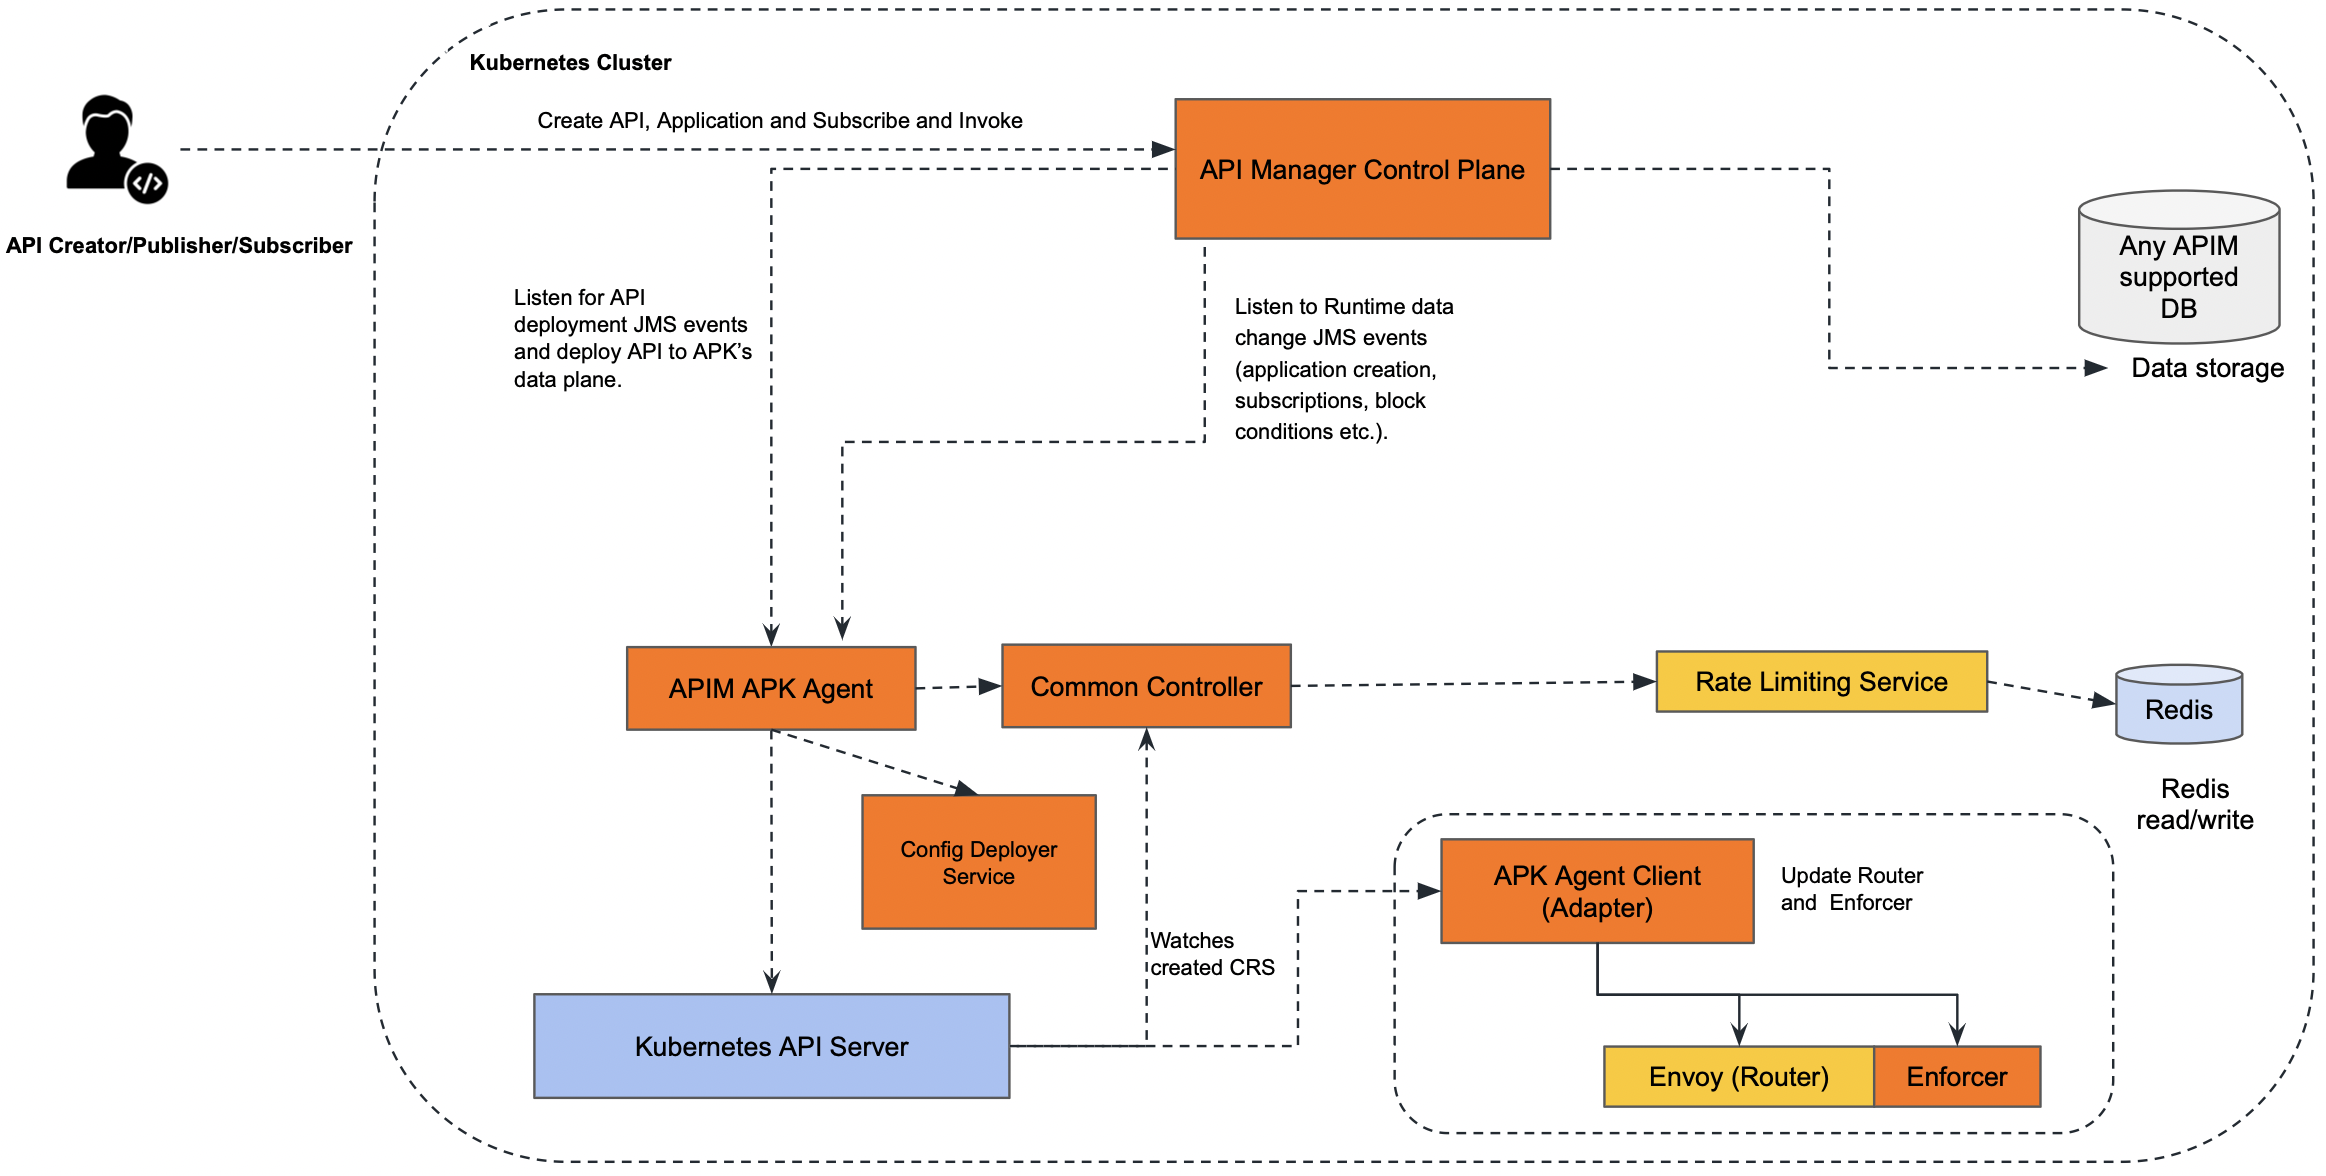 Kubernetes Cluster
Create API, Application and Subscribe and Invoke
API Manager Control Plane
API Creator/Publisher/Subscriber
Any APIM
supported
DB
Data storage
Listen for API
deployment JMS events
and deploy API to APK’s
data plane.
Listen to Runtime data
change JMS events
(application creation,
subscriptions, block
conditions etc.).
APIM APK Agent
Common Controller
Rate Limiting Service
Redis
Redis
read/write
Config Deployer
Service
APK Agent Client
(Adapter)
Update Router
and  Enforcer
Watches
created CRS
Kubernetes API Server
Envoy (Router)
Enforcer